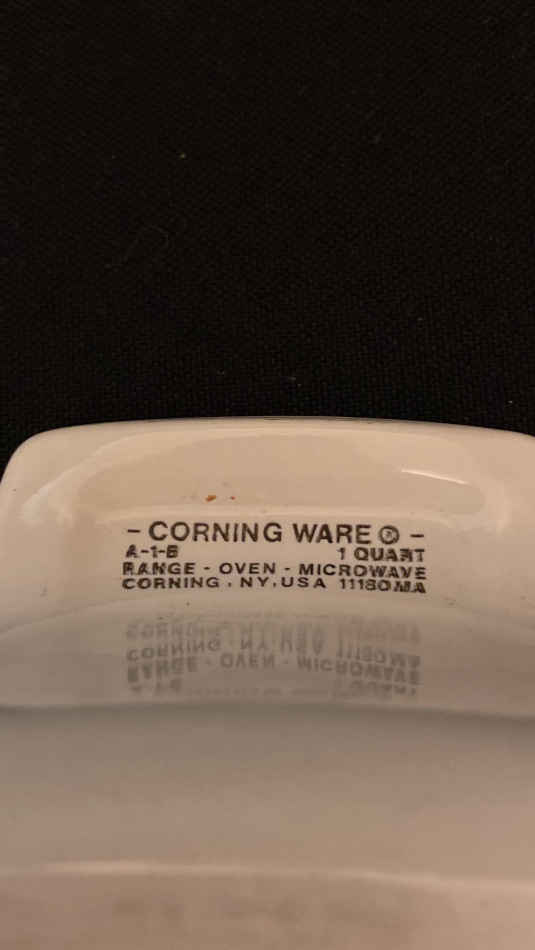 - CORNING WARE ® -
A-1-B 1 QUART
RANGE - OVEN - MICROWAVE
CORNING, NY, USA 11180MA